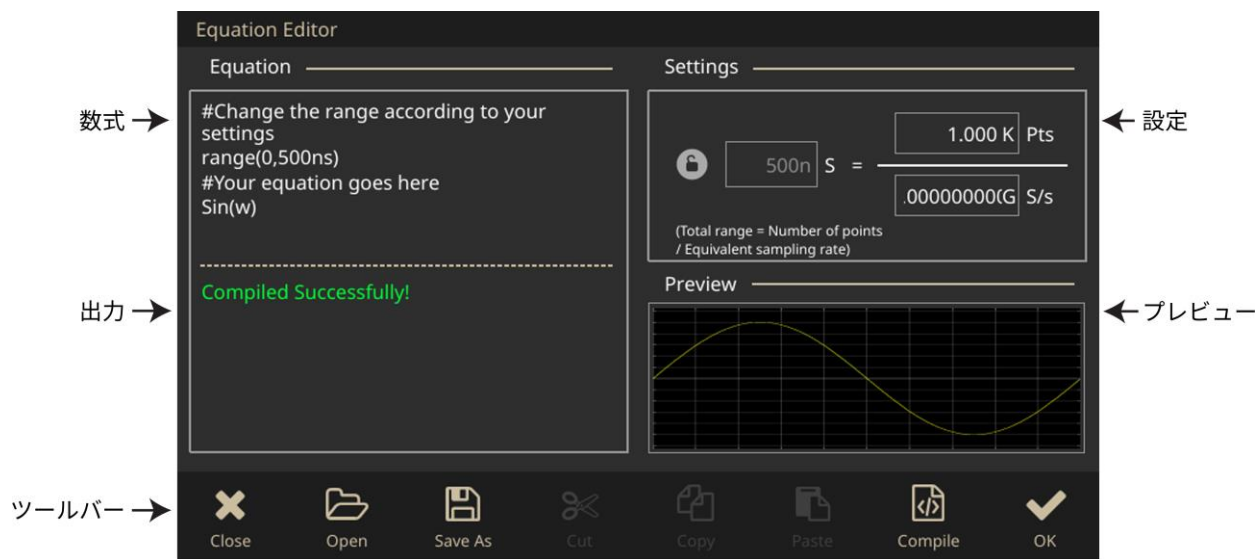 Equation Editor
Equation
Settings
数式
#Change the range according to your
settings
range(0,500ns)
#Your equation goes here
Sin(w)
設定
1.000 K Pts
500n S =
.00000000(G S/s
(Total range = Number of points
/ Equivalent sampling rate)
出力
Compiled Successfully!
Preview
プレビュー
ツールバー
Close Open Save As Cut Copy Paste Compile OK